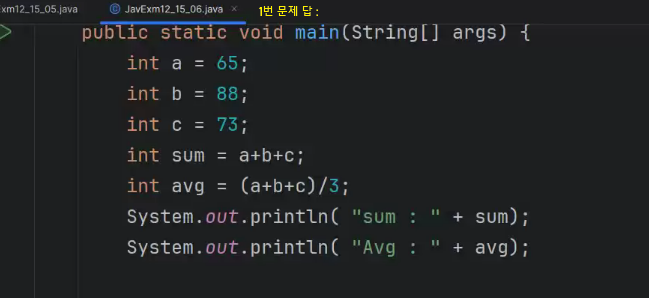 xm12_15_05.java JavExm12_15_06.java × 1번 문제 답 :
public static void main(String[] args) {
int a = 65;
int b = 88;
int c = 73;
int sum = a+b+c;
int avg = (a+b+c)/3;
System.out.println( "sum : " + sum);
System.out.println( "Avg : " + avg);